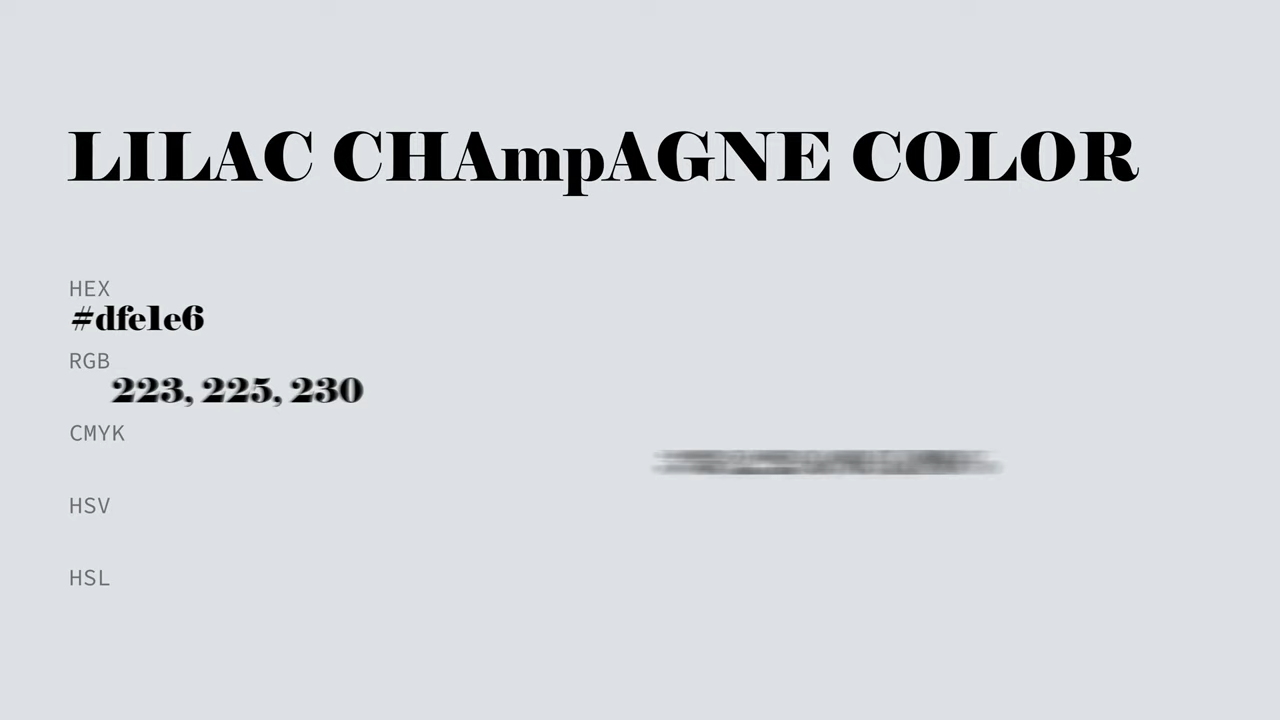 LILAC CHAmpAGNE COLOR
HEX
#dfe1e6
RGB
223, 225, 230
CMYK
HSV
HSL